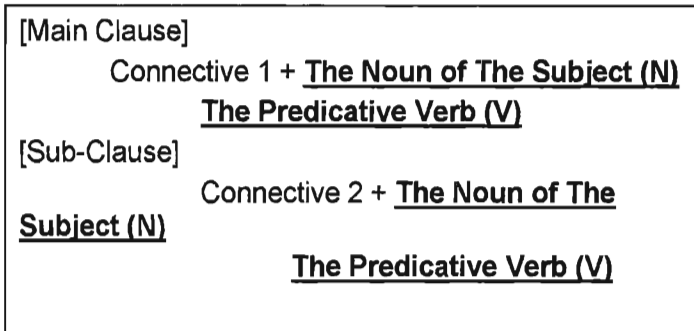 [Main Clause]
Connective 1 + The Noun of The Subject (N)
The Predicative Verb (V)
[Sub-Clause]
Connective 2 + The Noun of The
Subject (N)
The Predicative Verb (V)